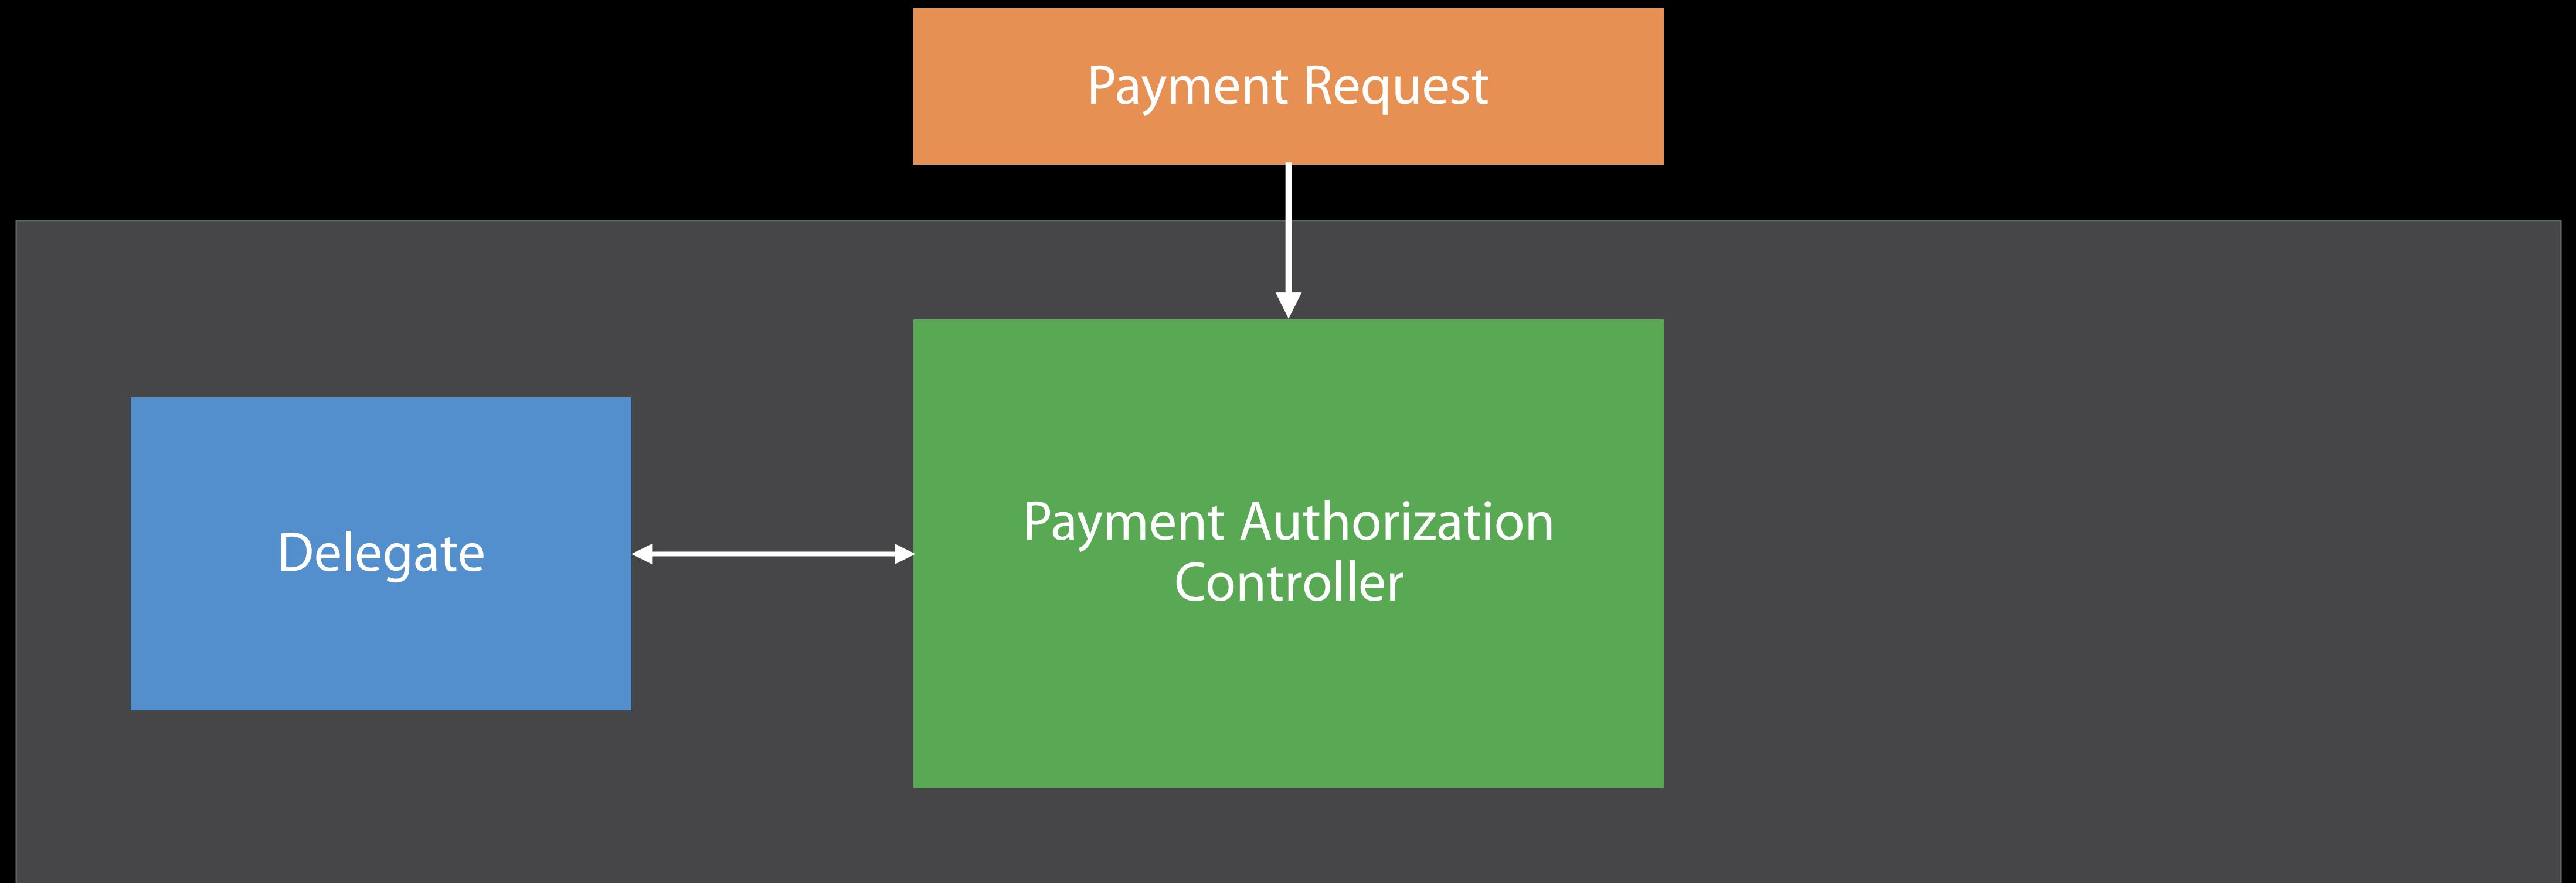 Payment Request
Delegate
Payment Authorization
Controller